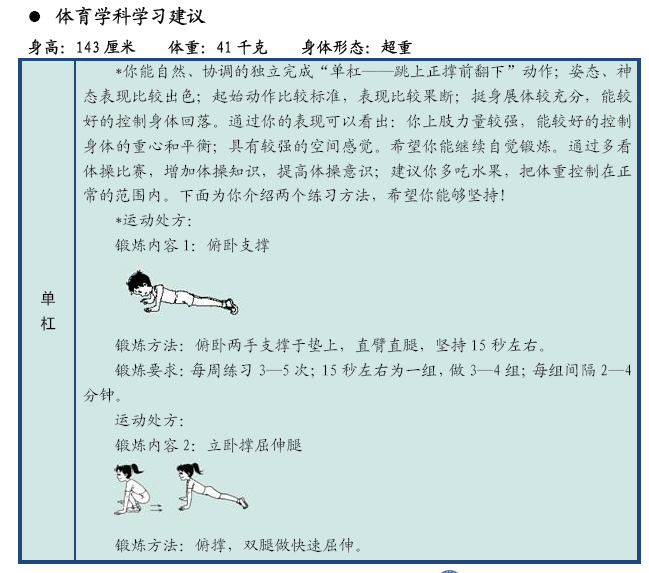 ● 体育学科学习建议
身高：143 厘米 体重：41 千克 身体形态：超重
*你能自然、协调的独立完成“单杠——跳上正撑前翻下”动作；姿态、神
态表现比较出色；起始动作比较标准，表现比较果断；挺身展体较充分，能较
好的控制身体回落。通过你的表现可以看出：你上肢力量较强，能较好的控制
身体的重心和平衡；具有较强的空间感觉。希望你能继续自觉锻炼。通过多看
体操比赛，增加体操知识，提高体操意识；建议你多吃水果，把体重控制在正
常的范围内。下面为你介绍两个练习方法，希望你能够坚持！
*运动处方：
锻炼内容 1：俯卧支撑
单
杠
锻炼方法：俯卧两手支撑于垫上，直臂直腿，坚持 15 秒左右。
锻炼要求：每周练习 3—5 次；15 秒左右为一组，做 3—4 组；每组间隔 2—4
分钟。
运动处方：
锻炼内容 2：立卧撑屈伸腿
锻炼方法：俯撑，双腿做快速屈伸。